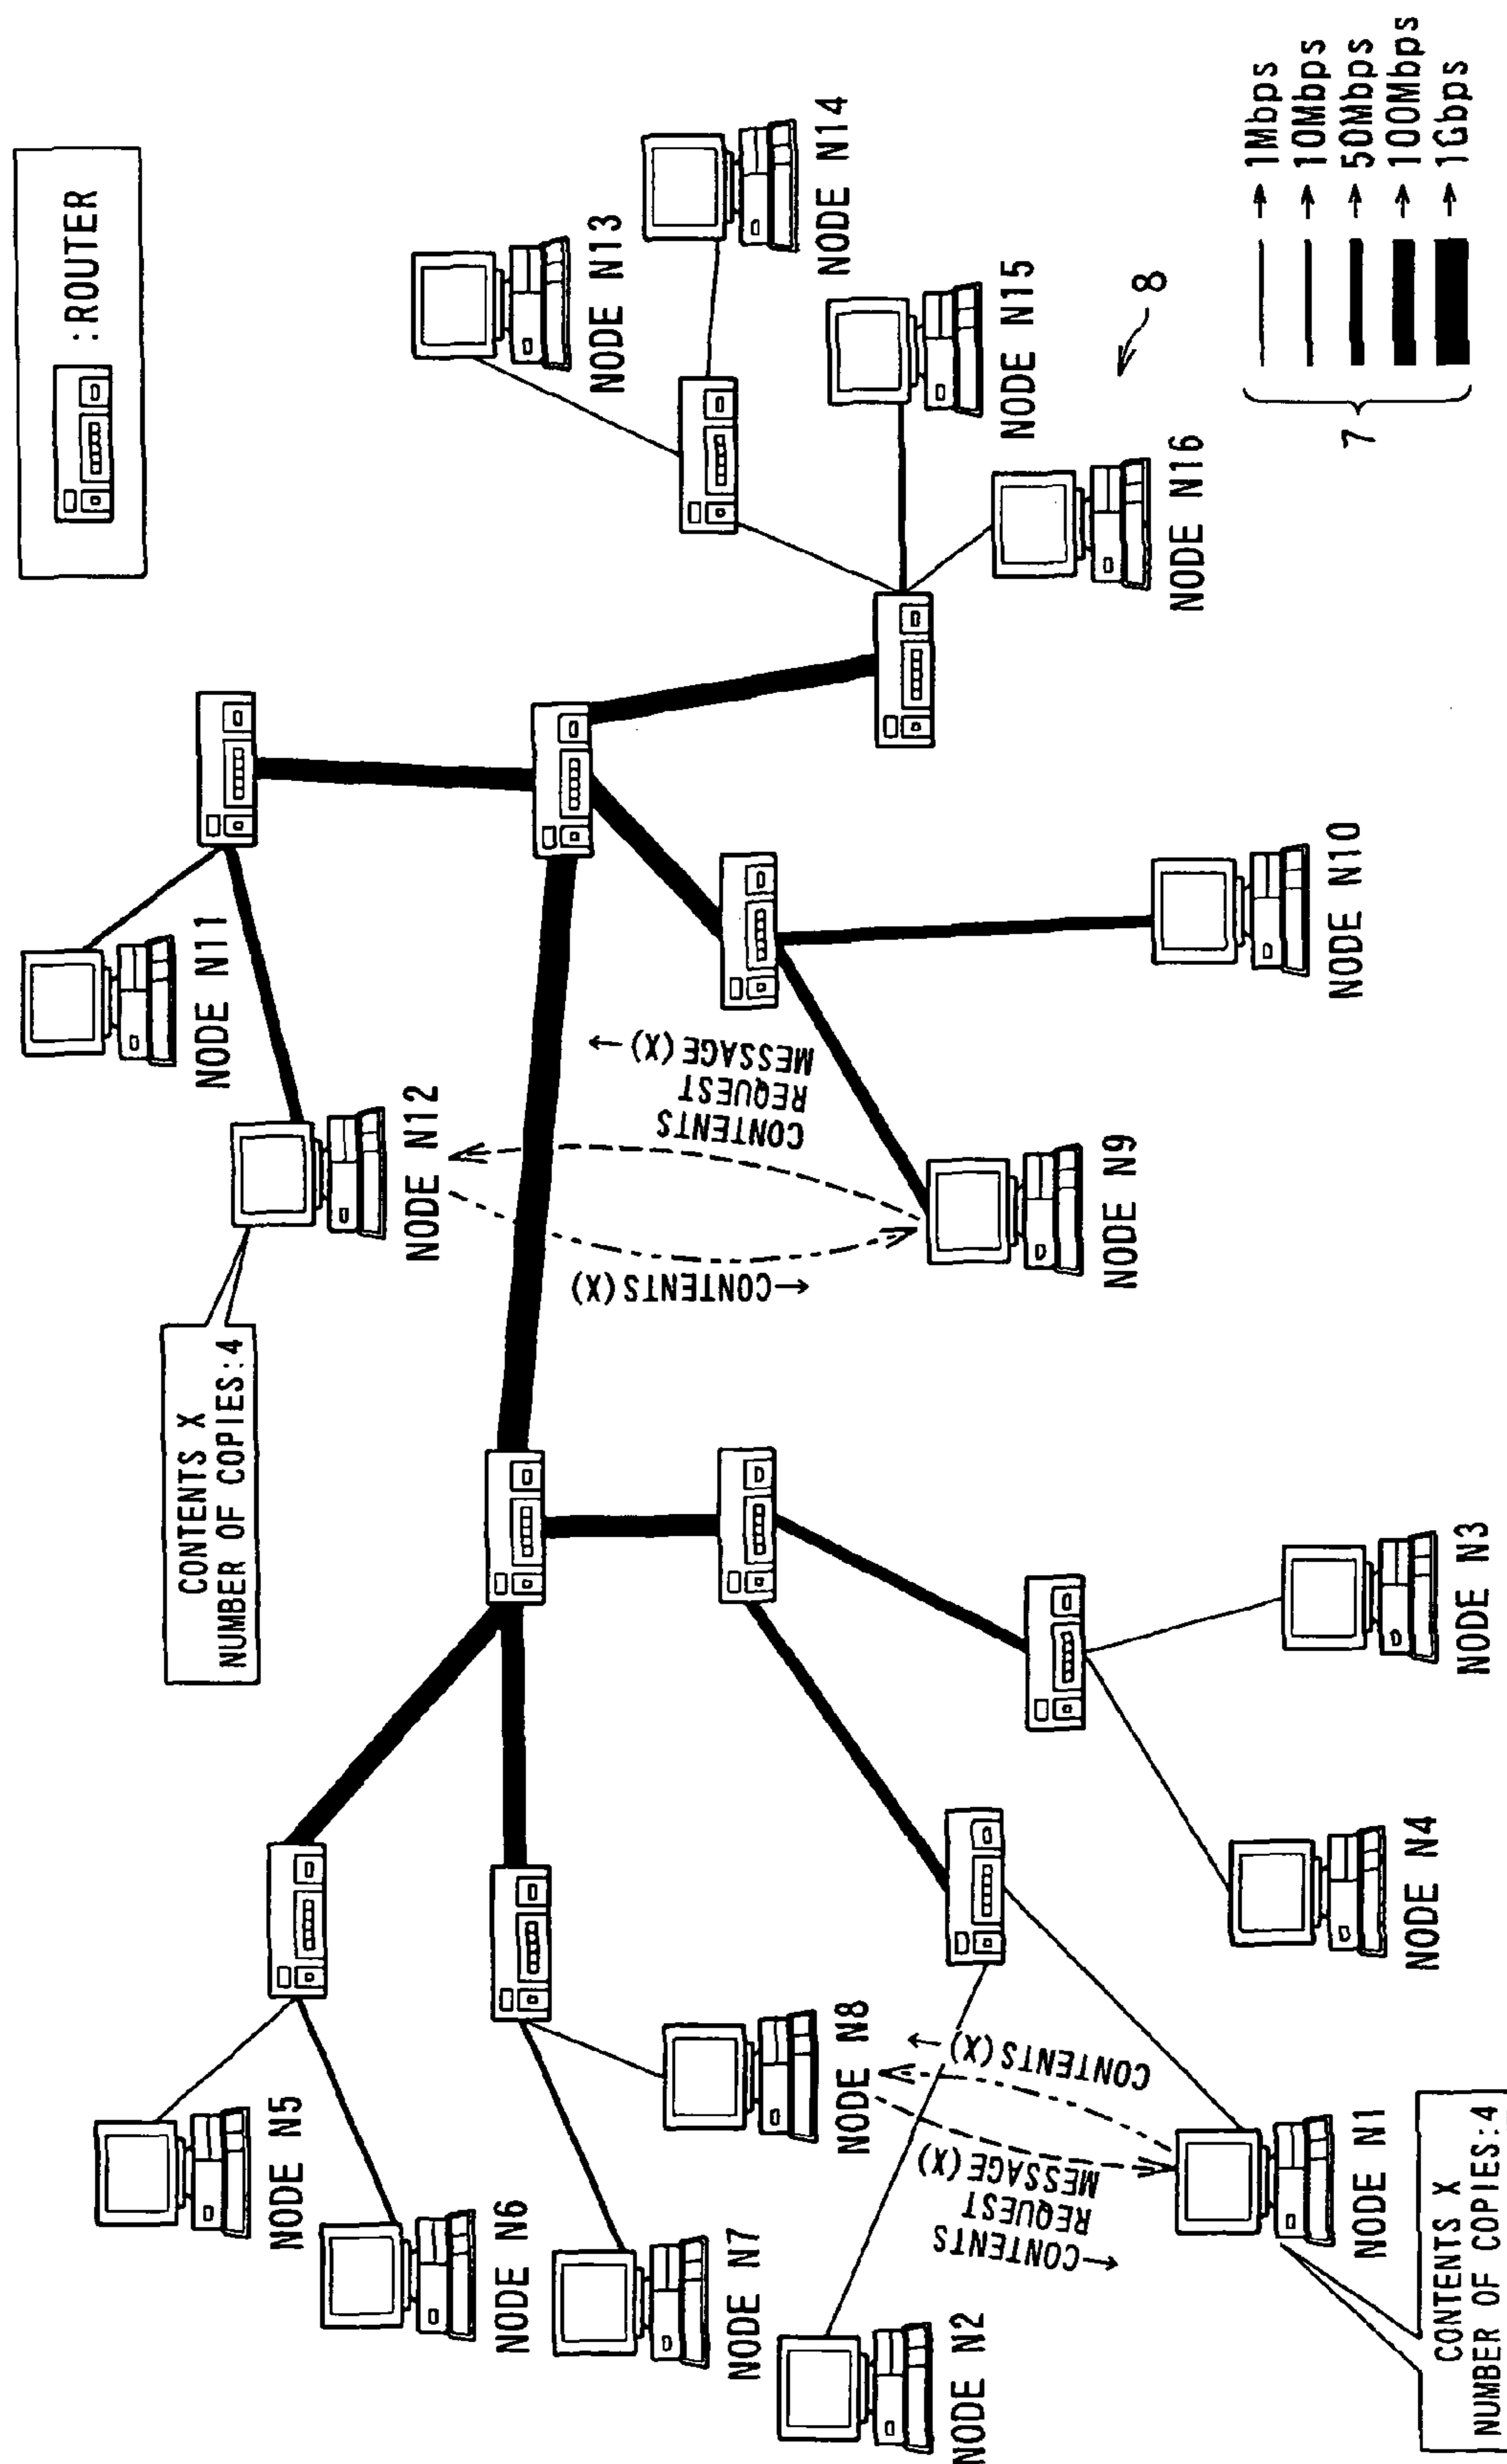 :ROUTER
NODE N5
NODE N6
NODE N7
NODE N8
NODE N2
NODE N1
NODE N4
NODE N3
CONTENTS X
NUMBER OF COPIES:4
CONTENTS X
NUMBER OF COPIES:4
←CONTENTS
REQUEST
MESSAGE(X)
CONTENTS(X)→
NODE N11
NODE N12
NODE N9
NODE N10
←CONTENTS(X)
CONTENTS
REQUEST
MESSAGE(X)→
NODE N13
NODE N14
NODE N15
NODE N16
8
7
→1Mbps
→10Mbps
→50Mbps
→100Mbps
→1Gbps